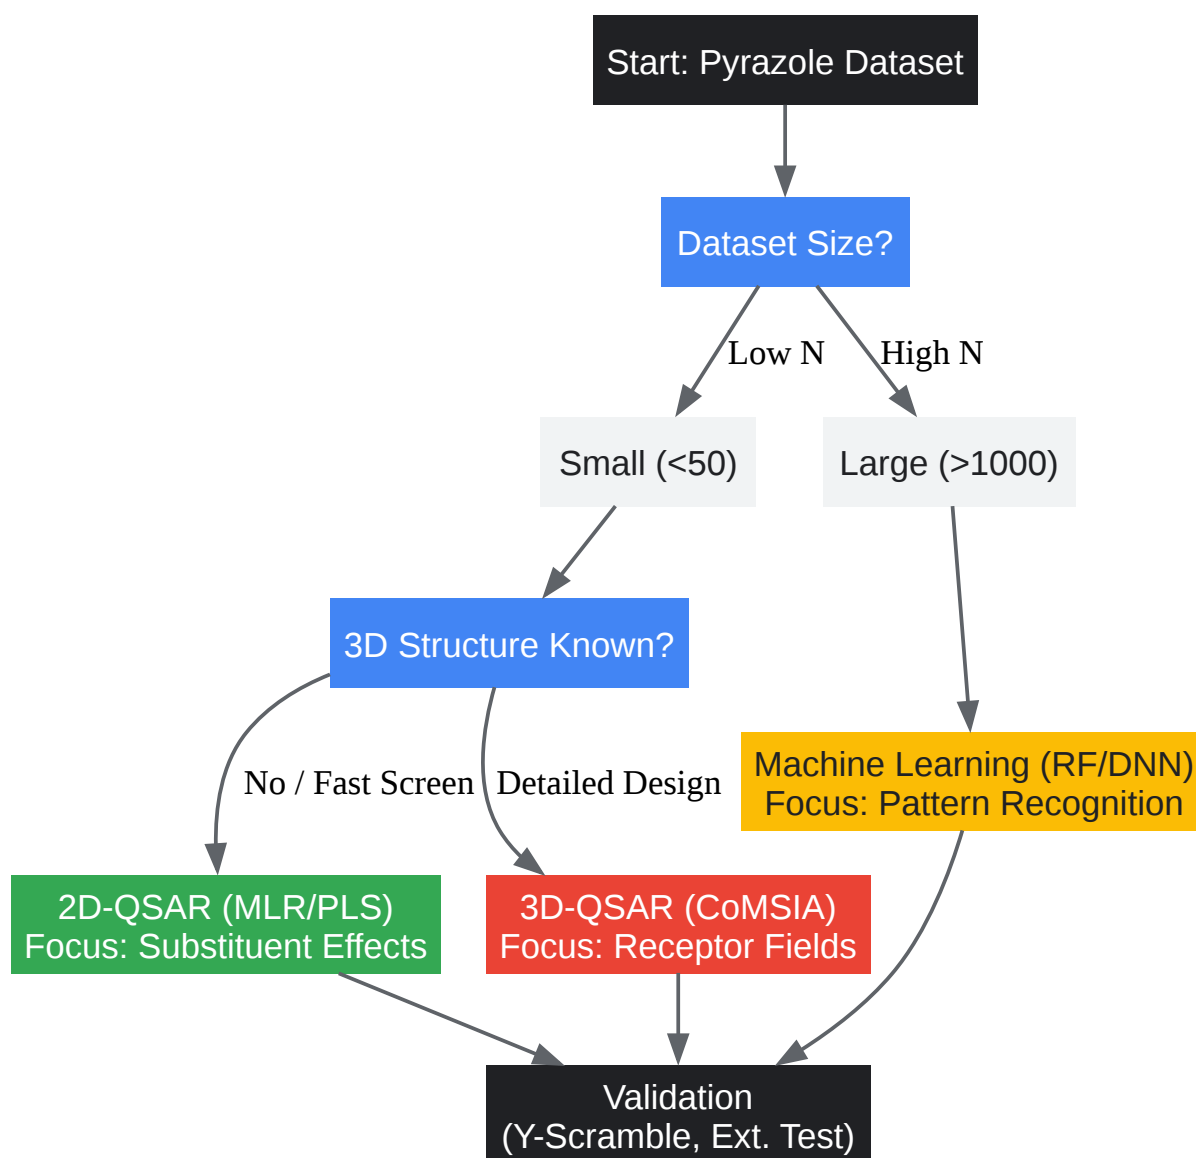 Start: Pyrazole Dataset
Dataset Size?
Low N
High N
Small (<50)
Large (>1000)
3D Structure Known?
No / Fast Screen
Detailed Design
Machine Learning (RF/DNN)
Focus: Pattern Recognition
2D-QSAR (MLR/PLS)
Focus: Substituent Effects
3D-QSAR (CoMSIA)
Focus: Receptor Fields
Validation
(Y-Scramble, Ext. Test)